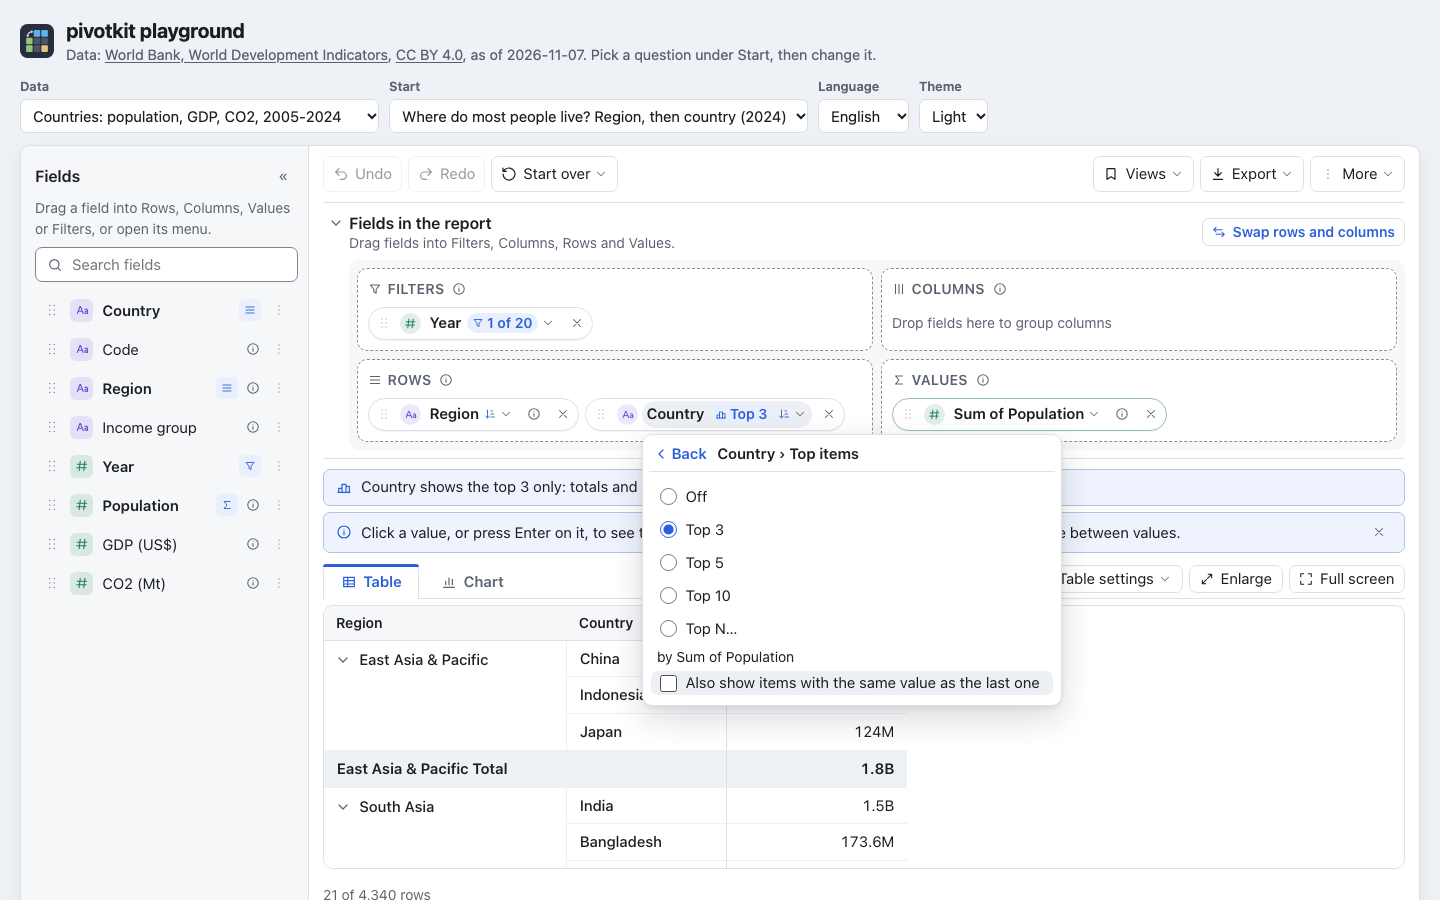 pivotkit playground
Data: World Bank, World Development Indicators, CC BY 4.0, as of 2026-11-07. Pick a question under Start, then change it.
Data
Start
Language
Theme
Countries: population, GDP, CO2, 2005-2024
Where do most people live? Region, then country (2024)
English
Light
Fields
«
Drag a field into Rows, Columns, Values
or Filters, or open its menu.
Search fields
Aa Country
Aa Code
Aa Region
Aa Income group
# Year
# Population Σ
# GDP (US$)
# CO2 (Mt)
Undo
Redo
Start over
Views
Export
More
Fields in the report
Drag fields into Filters, Columns, Rows and Values.
Swap rows and columns
FILTERS
# Year 1 of 20
COLUMNS
Drop fields here to group columns
ROWS
Aa Region
Aa Country Top 3
Σ VALUES
# Sum of Population
Back Country › Top items
Off
Top 3
Top 5
Top 10
Top N...
by Sum of Population
Also show items with the same value as the last one
Country shows the top 3 only: totals and
Click a value, or press Enter on it, to see
between values.
Table
Chart
Table settings
Enlarge
Full screen
Region Country
East Asia & Pacific China
Indonesia
Japan 124M
East Asia & Pacific Total 1.8B
South Asia India 1.5B
Bangladesh 173.6M
21 of 4,340 rows